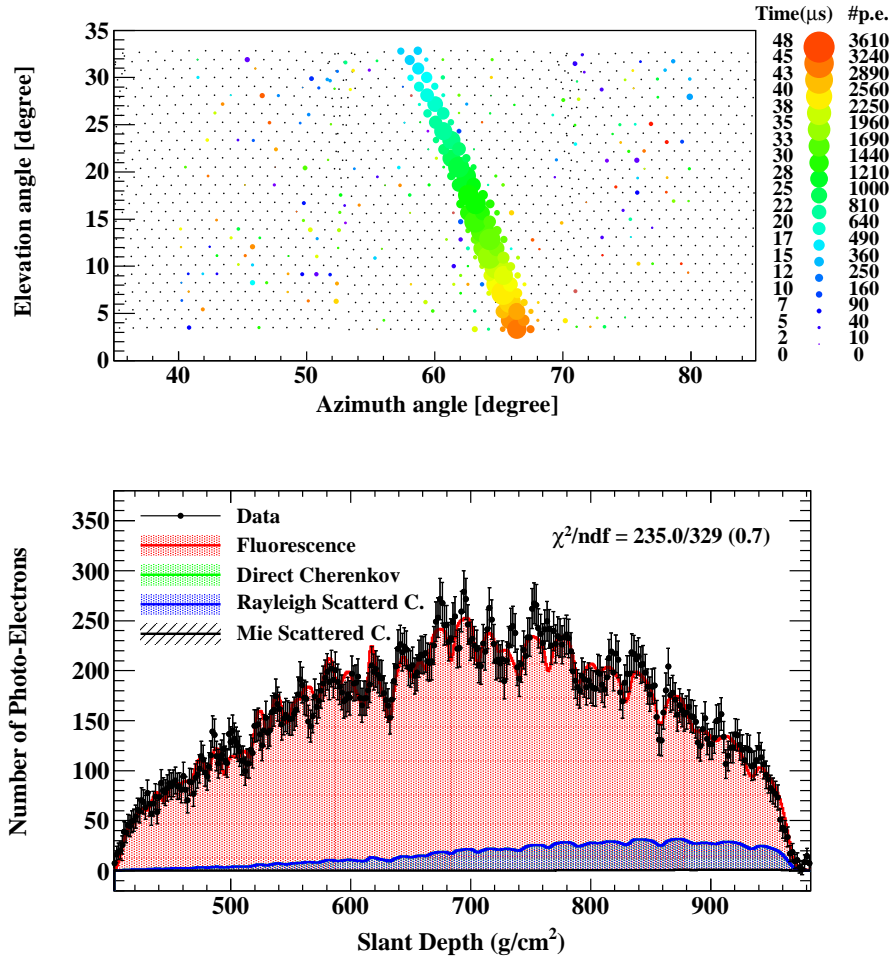 Time(μs) #p.e.
35
30
25
20
15
10
5
0
Elevation angle [degree]
40 50 60 70 80
Azimuth angle [degree]
48 3610
45 3240
43 2890
40 2560
38 2250
35 1960
33 1690
30 1440
28 1210
25 1000
22 810
20 640
17 490
15 360
12 250
10 160
7 90
5 40
2 10
0 0
350
300
250
200
150
100
50
0
Number of Photo-Electrons
Data
Fluorescence
Direct Cherenkov
Rayleigh Scatterd C.
Mie Scattered C.
χ²/ndf = 235.0/329 (0.7)
500 600 700 800 900
Slant Depth (g/cm²)